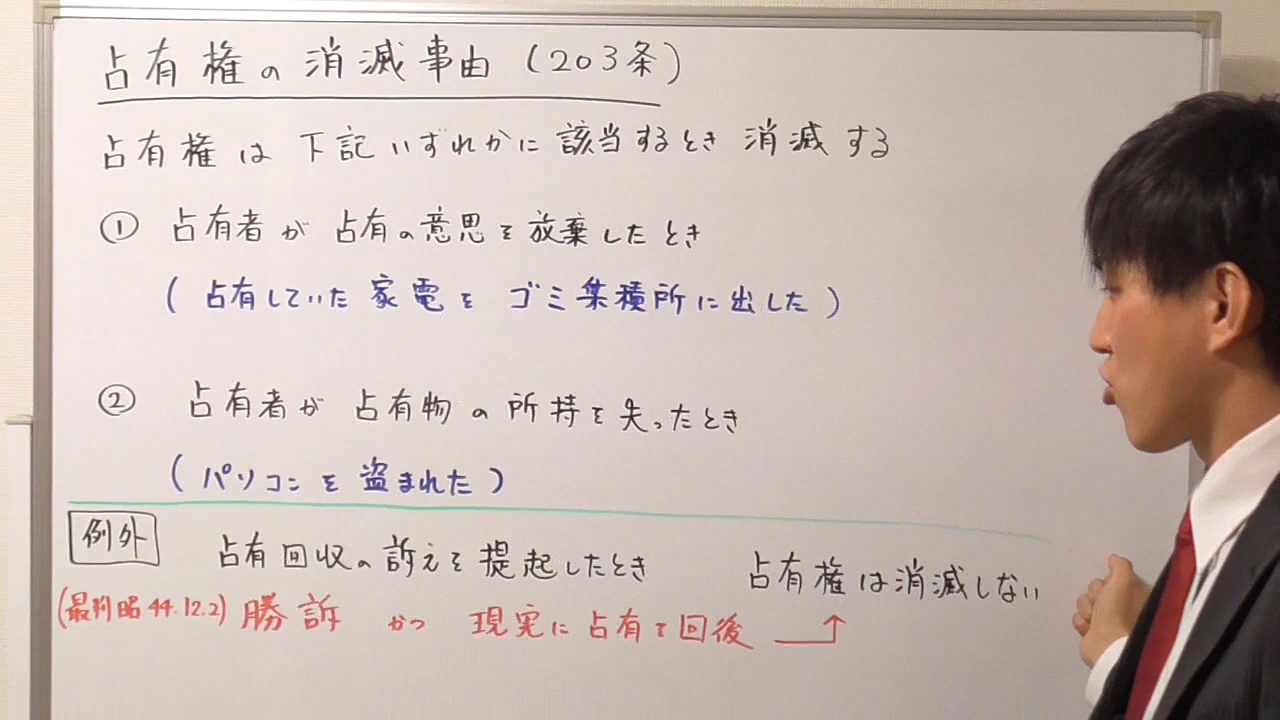 占有権の消滅事由(203条)
占有権は下記いずれかに該当するとき消滅する
① 占有者が占有の意思を放棄したとき
(占有していた家電をゴミ集積所に出した)
② 占有者が占有物の所持を失ったとき
(パソコンを盗まれた)
例外 占有回収の訴えを提起したとき 占有権は消滅しない
(最判昭44.12.2) 勝訴 かつ 現実に占有を回後